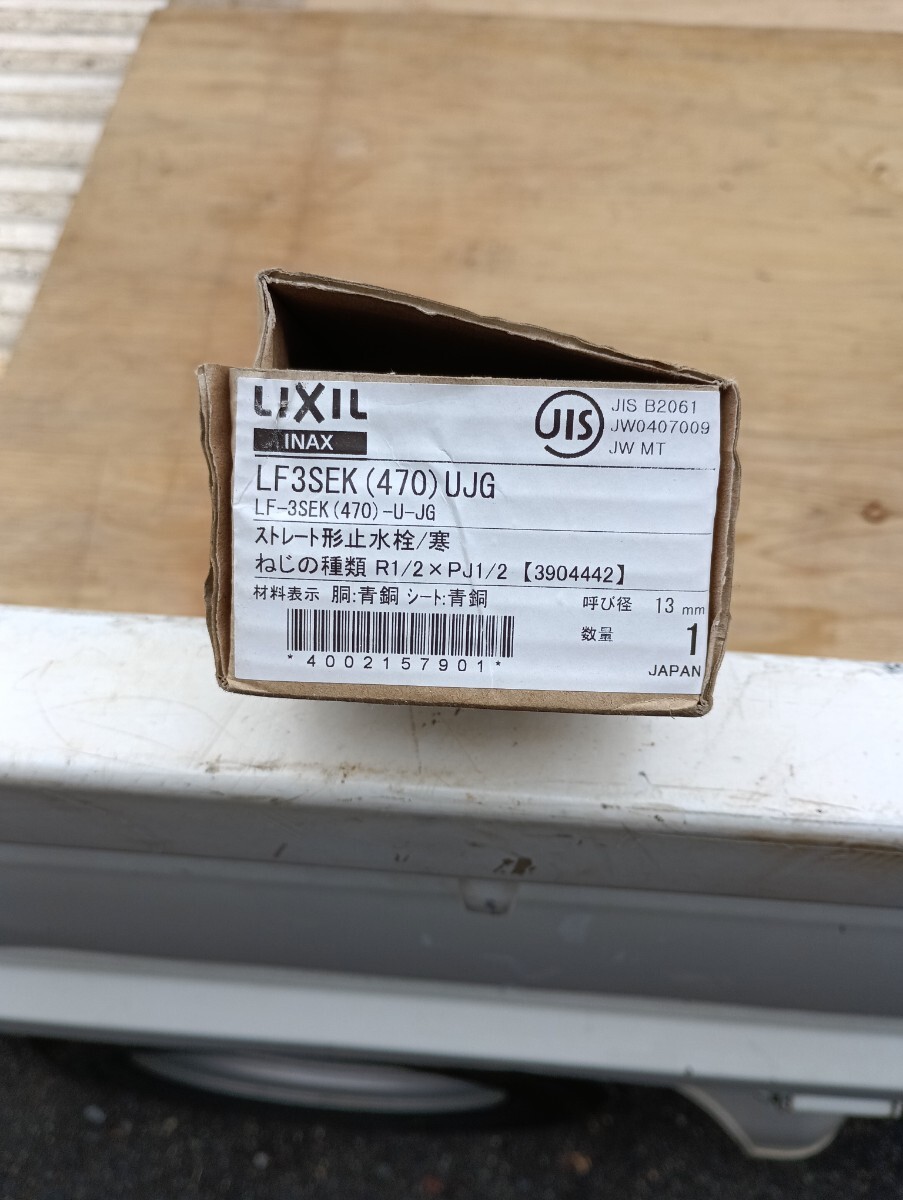 LIXIL
INAX
JIS
JIS B2061
JW0407009
JW MT
LF3SEK(470)UJG
LF-3SEK(470)-U-JG
ストレート形止水栓/寒
ねじの種類 R1/2×PJ1/2【3904442】
材料表示 胴:青銅 シート:青銅
呼び径 13 mm
数量 1
*4002157901*
JAPAN